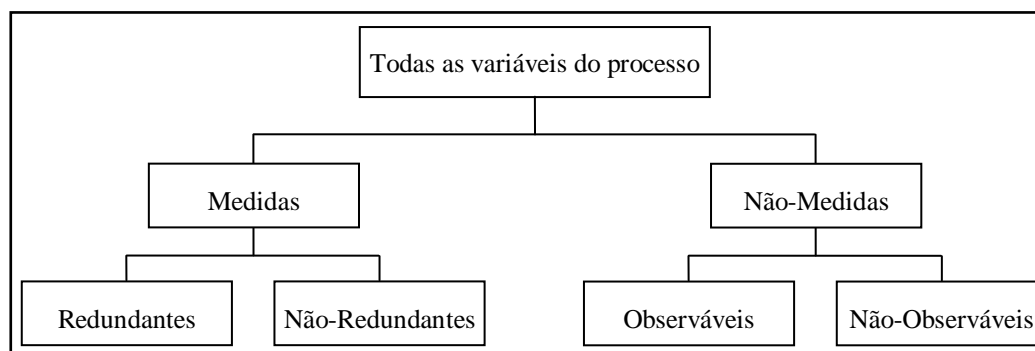 Todas as variáveis do processo
Medidas
Não-Medidas
Redundantes
Não-Redundantes
Observáveis
Não-Observáveis